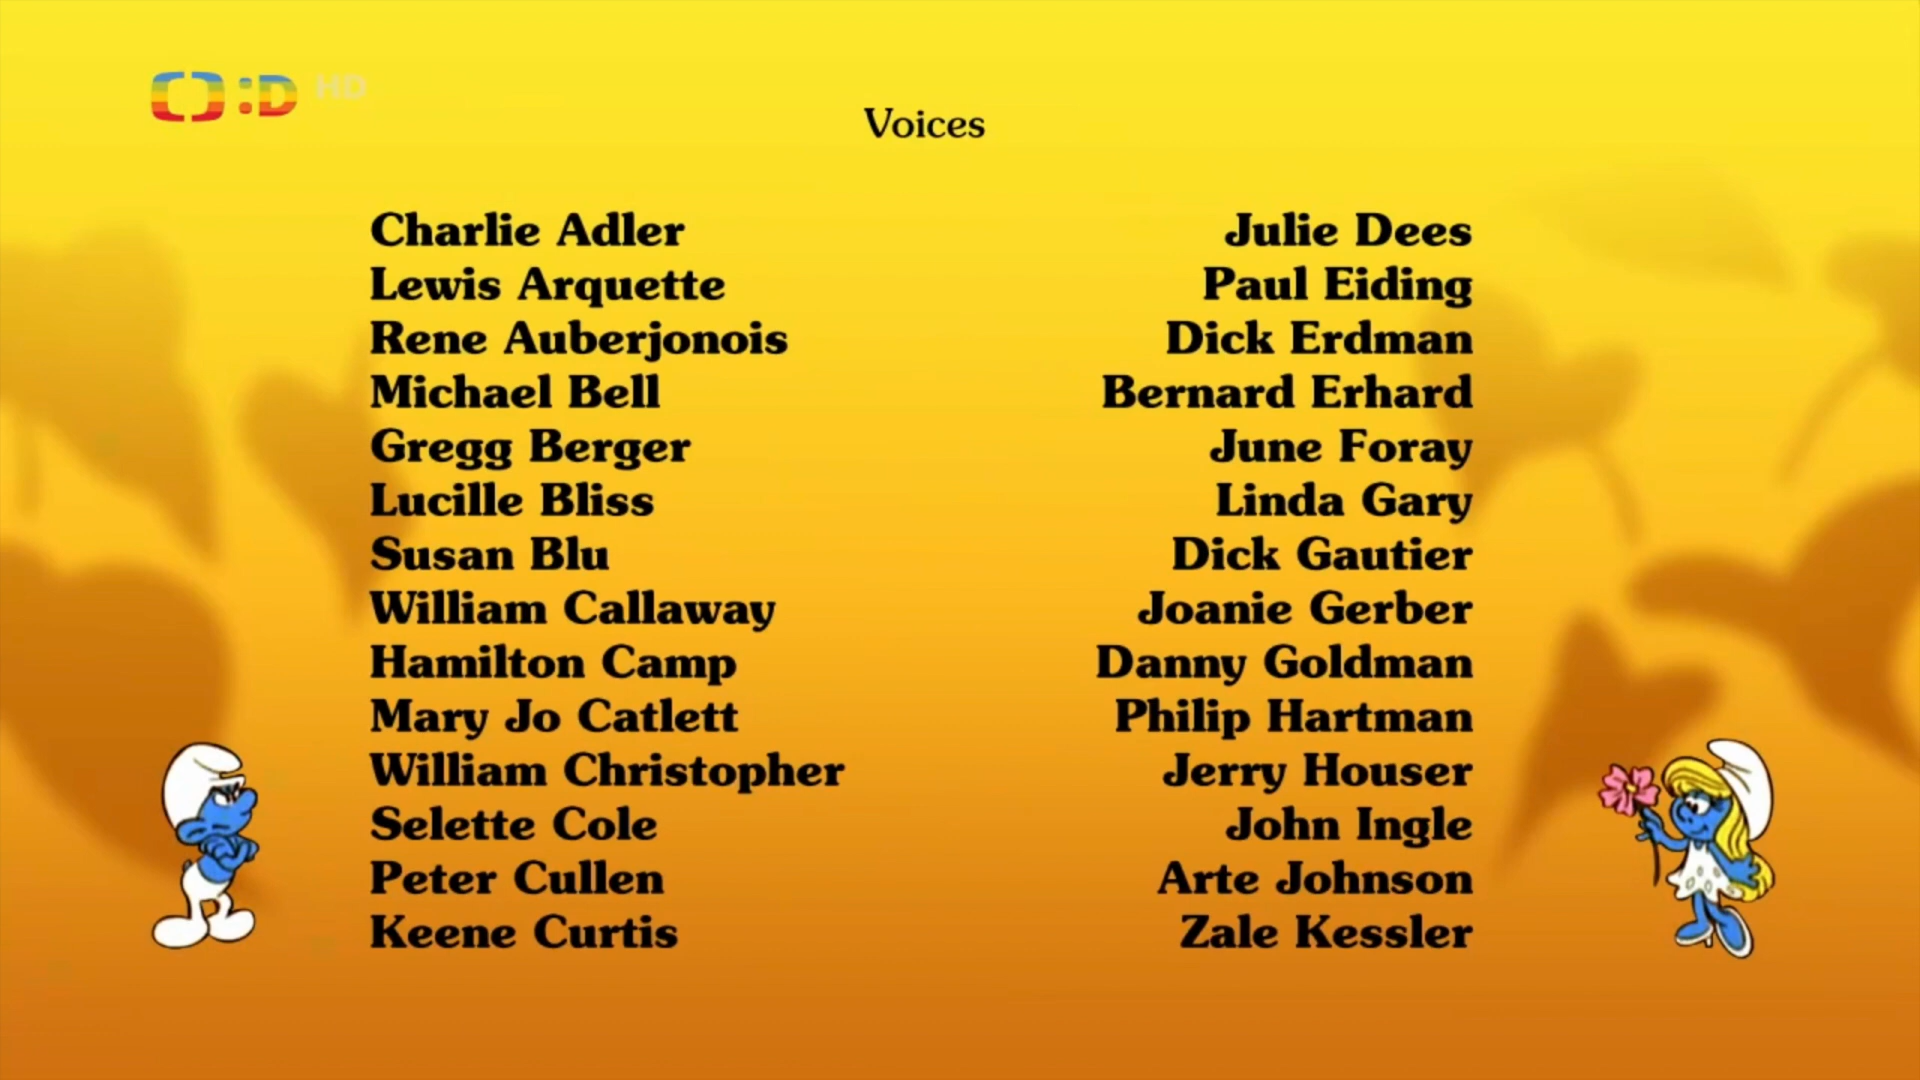 :D HD
Voices
Charlie Adler
Lewis Arquette
Rene Auberjonois
Michael Bell
Gregg Berger
Lucille Bliss
Susan Blu
William Callaway
Hamilton Camp
Mary Jo Catlett
William Christopher
Selette Cole
Peter Cullen
Keene Curtis
Julie Dees
Paul Eiding
Dick Erdman
Bernard Erhard
June Foray
Linda Gary
Dick Gautier
Joanie Gerber
Danny Goldman
Philip Hartman
Jerry Houser
John Ingle
Arte Johnson
Zale Kessler